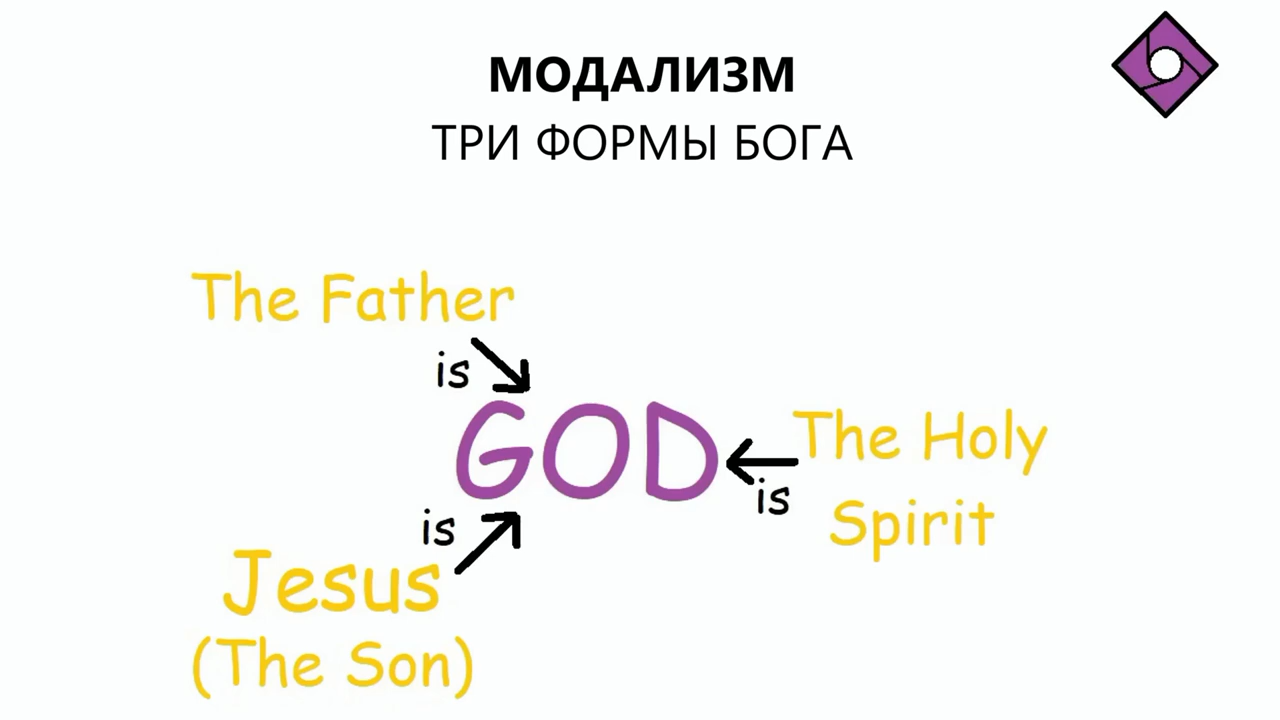 МОДАЛИЗМ
ТРИ ФОРМЫ БОГА
The Father
is
GOD
The Holy
Spirit
is
is
Jesus
(The Son)